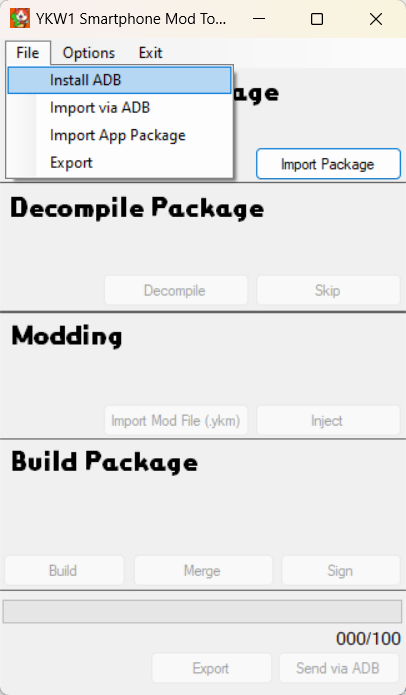 YKW1 Smartphone Mod To...
File Options Exit
Install ADB
Import via ADB
Import App Package
Export
age
Import Package
Decompile Package
Decompile Skip
Modding
Import Mod File (.ykm) Inject
Build Package
Build Merge Sign
000/100
Export Send via ADB